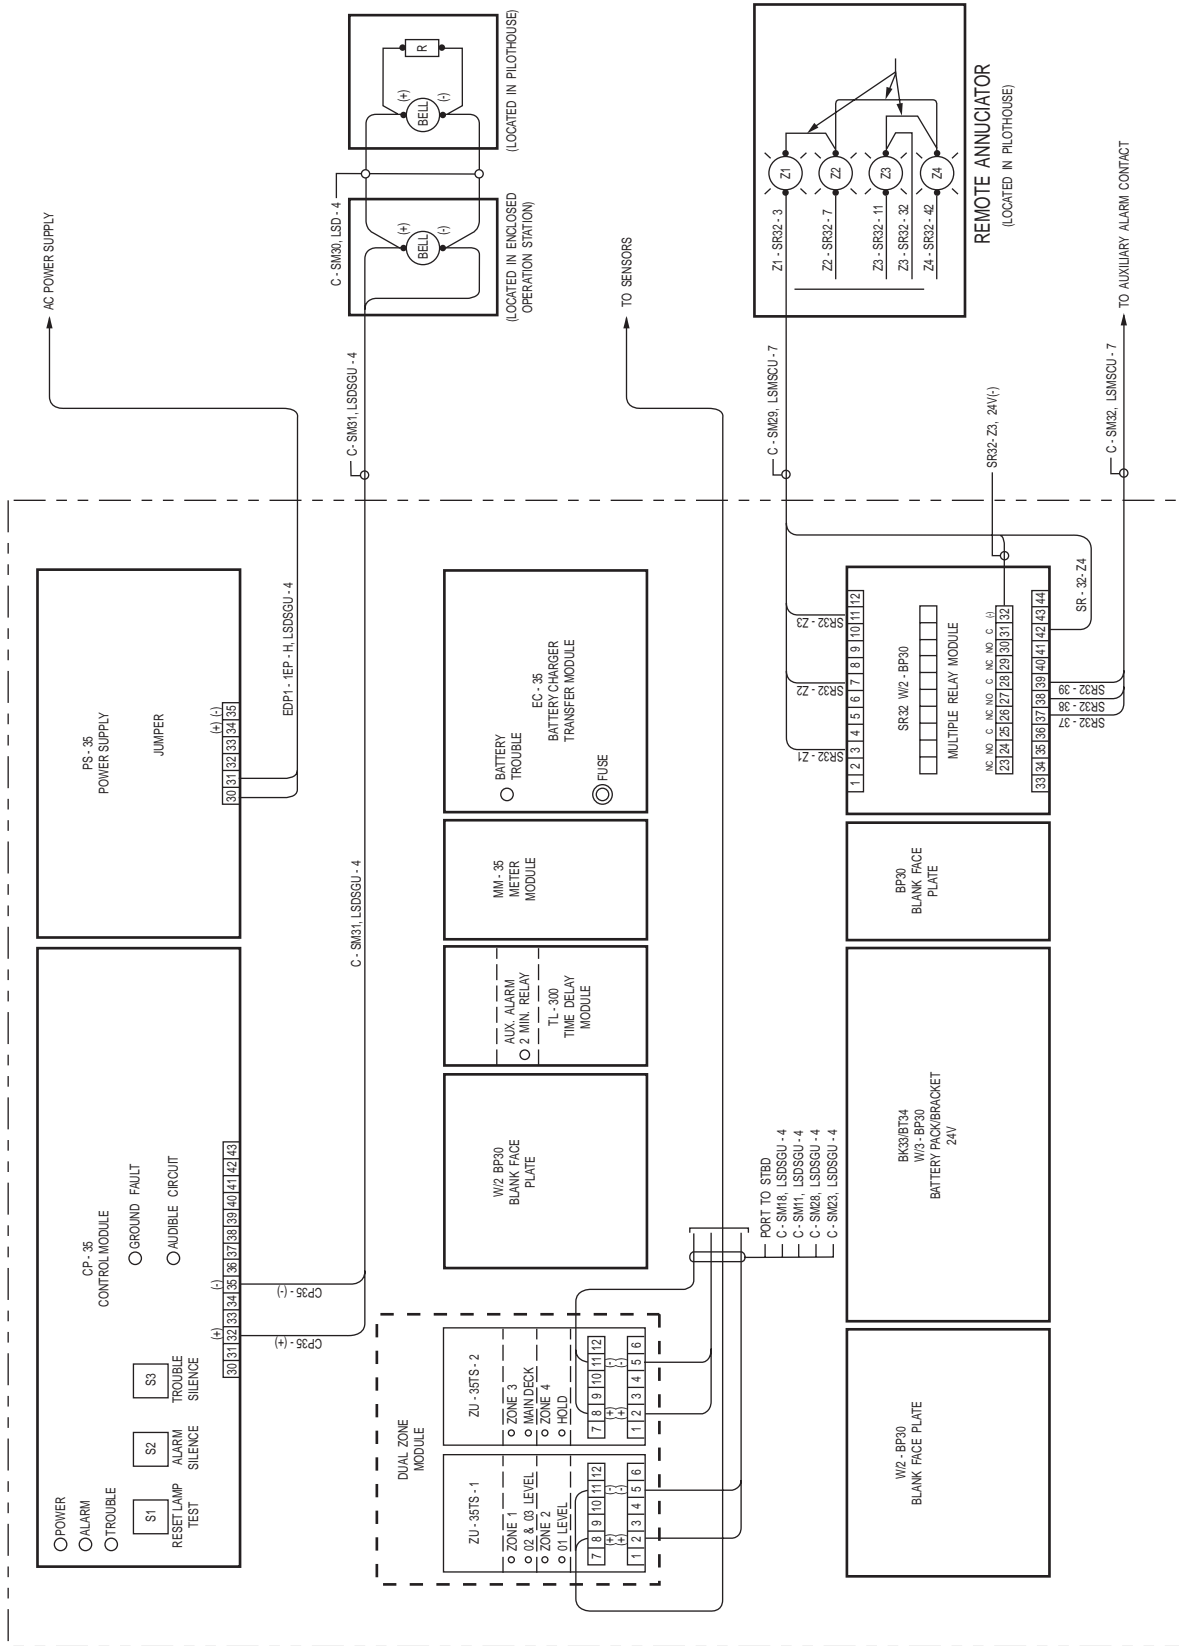 AC POWER SUPPLY
C - SM30, LSD - 4
BELL
(+)
(-)
R
(LOCATED IN PILOTHOUSE)
BELL
(+)
(-)
(LOCATED IN ENCLOSED
OPERATION STATION)
C - SM31, LSDSGU - 4
TO SENSORS
Z1
Z2
Z3
Z4
Z1 - SR32 - 3
Z2 - SR32 - 7
Z3 - SR32 - 11
Z3 - SR32 - 32
Z4 - SR32 - 42
REMOTE ANNUCIATOR
(LOCATED IN PILOTHOUSE)
TO AUXILIARY ALARM CONTACT
C - SM29, LSMSCU - 7
SR32- Z3, 24V(-)
C - SM32, LSMSCU - 7
PS - 35
POWER SUPPLY
JUMPER
(+) (-)
30 31 32 33 34 35
EDP1 - 1EP - H, LSDSGU - 4
C - SM31, LSDSGU - 4
EC - 35
BATTERY CHARGER
TRANSFER MODULE
BATTERY
TROUBLE
FUSE
MM - 35
METER
MODULE
AUX. ALARM
2 MIN. RELAY
TL - 300
TIME DELAY
MODULE
W/2 BP30
BLANK FACE
PLATE
SR32 - Z3
SR32 - Z2
SR32 - Z1
1 2 3 4 5 6 7 8 9 10 11 12
SR32 W/2 - BP30
MULTIPLE RELAY MODULE
NC NO C NC NO C NC NO C (-)
23 24 25 26 27 28 29 30 31 32
33 34 35 36 37 38 39 40 41 42 43 44
SR - 32- Z4
SR32 - 39
SR32 - 38
SR32 - 37
BP30
BLANK FACE
PLATE
BK33/BT34
W/3 - BP30
BATTERY PACK/BRACKET
24V
W/2 - BP30
BLANK FACE PLATE
CP - 35
CONTROL MODULE
POWER
ALARM
TROUBLE
GROUND FAULT
AUDIBLE CIRCUIT
S1
RESET LAMP
TEST
S2
ALARM
SILENCE
S3
TROUBLE
SILENCE
(+)
(-)
30 31 32 33 34 35 36 37 38 39 40 41 42 43
CP35 - (+)
CP35 - (-)
DUAL ZONE
MODULE
ZU - 35TS - 1
ZONE 1
02 & 03 LEVEL
ZONE 2
01 LEVEL
7 8 9 10 11 12
(+) (-)
(+) (-)
1 2 3 4 5 6
ZU - 35TS - 2
ZONE 3
MAIN DECK
ZONE 4
HOLD
7 8 9 10 11 12
(+) (-)
(+) (-)
1 2 3 4 5 6
PORT TO STBD
C - SM18, LSDSGU - 4
C - SM11, LSDSGU - 4
C - SM28, LSDSGU - 4
C - SM23, LSDSGU - 4